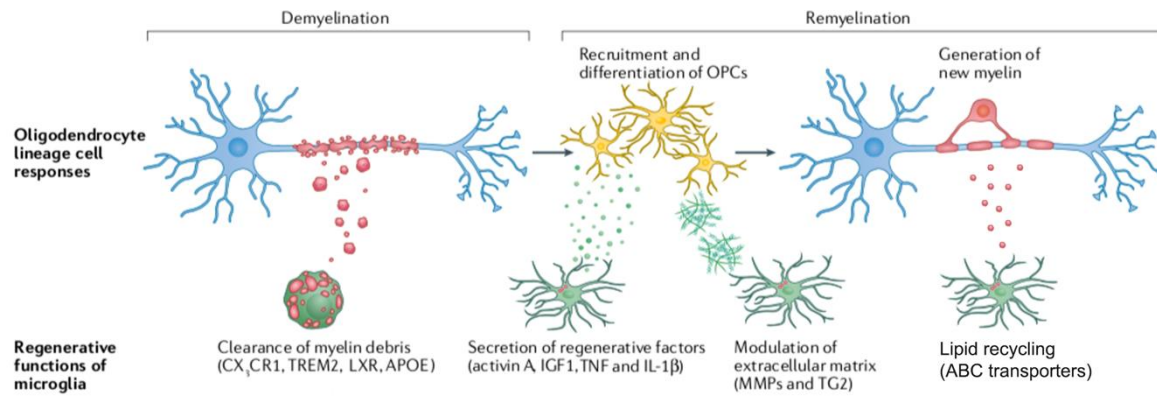 Demyelination
Remyelination
Recruitment and
differentiation of OPCs
Generation of
new myelin
Oligodendrocyte
lineage cell
responses
Regenerative
functions of
microglia
Clearance of myelin debris
(CX₃CR1, TREM2, LXR, APOE)
Secretion of regenerative factors
(activin A, IGF1, TNF and IL-1β)
Modulation of
extracellular matrix
(MMPs and TG2)
Lipid recycling
(ABC transporters)